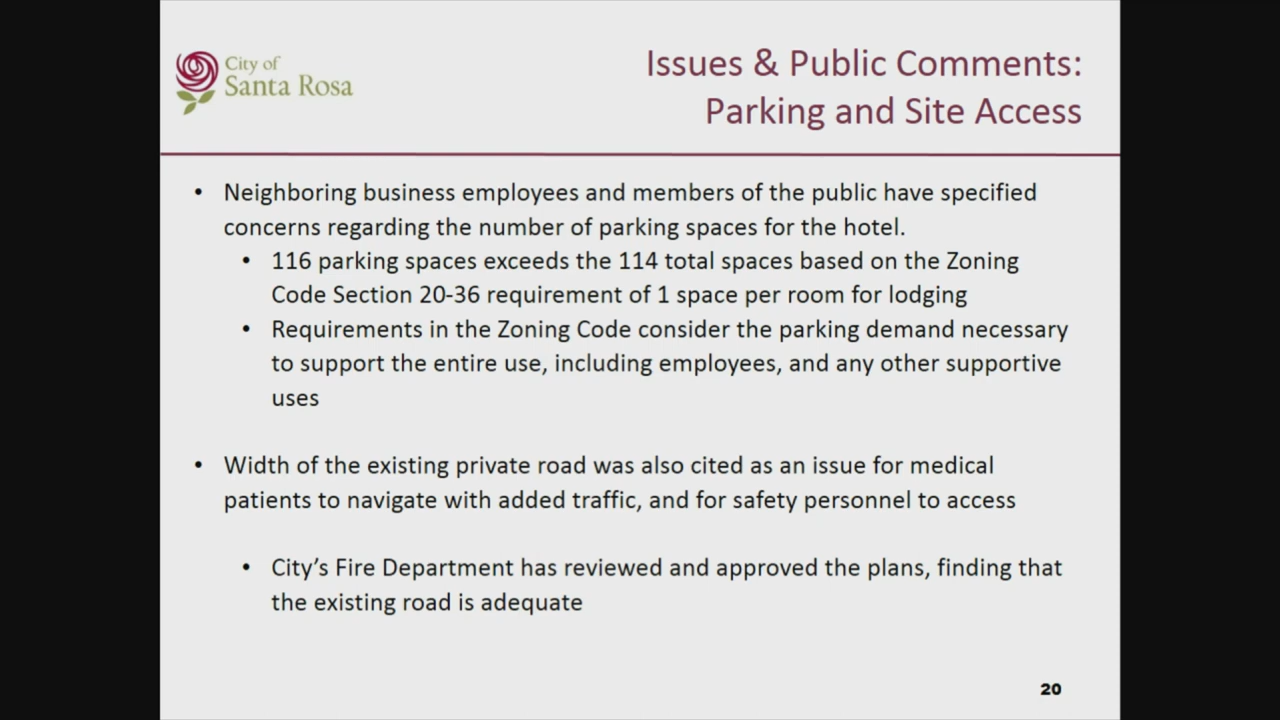 City of
Santa Rosa
Issues & Public Comments:
Parking and Site Access
• Neighboring business employees and members of the public have specified
concerns regarding the number of parking spaces for the hotel.
• 116 parking spaces exceeds the 114 total spaces based on the Zoning
Code Section 20-36 requirement of 1 space per room for lodging
• Requirements in the Zoning Code consider the parking demand necessary
to support the entire use, including employees, and any other supportive
uses
• Width of the existing private road was also cited as an issue for medical
patients to navigate with added traffic, and for safety personnel to access
• City’s Fire Department has reviewed and approved the plans, finding that
the existing road is adequate
20